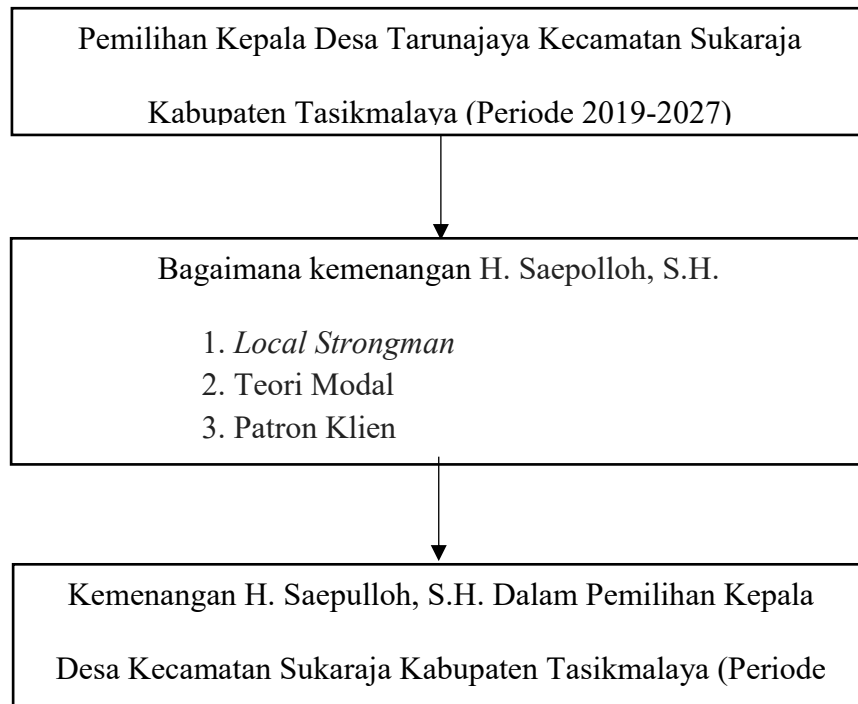 Pemilihan Kepala Desa Tarunajaya Kecamatan Sukaraja
Kabupaten Tasikmalaya (Periode 2019-2027)
Bagaimana kemenangan H. Saepolloh, S.H.
1. Local Strongman
2. Teori Modal
3. Patron Klien
Kemenangan H. Saepulloh, S.H. Dalam Pemilihan Kepala
Desa Kecamatan Sukaraja Kabupaten Tasikmalaya (Periode